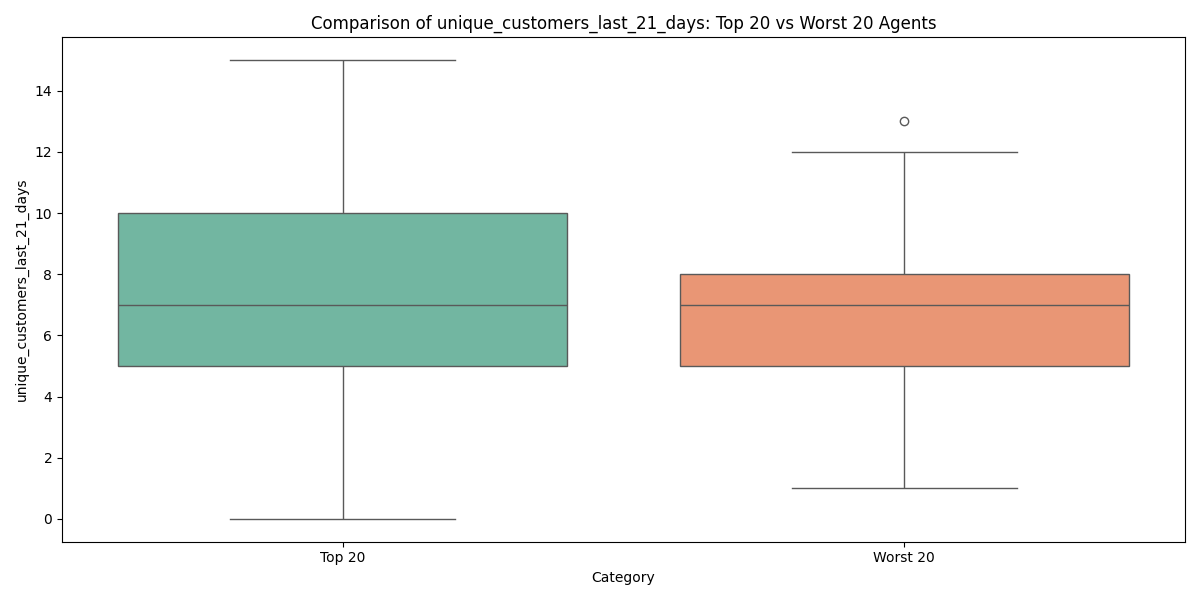 Comparison of unique_customers_last_21_days: Top 20 vs Worst 20 Agents
unique_customers_last_21_days
14
12
10
8
6
4
2
0
Top 20
Worst 20
Category